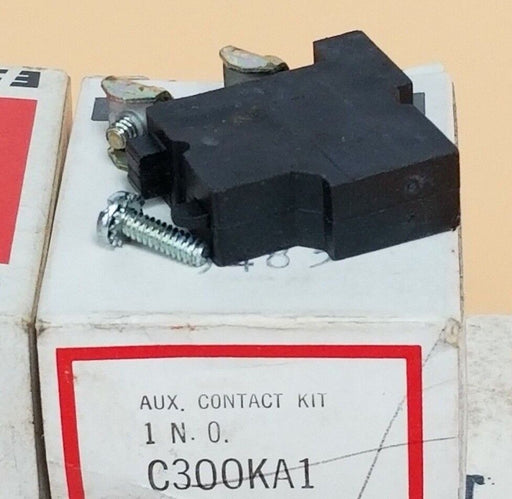 AUX. CONTACT KIT
1 N. O.
C300KA1